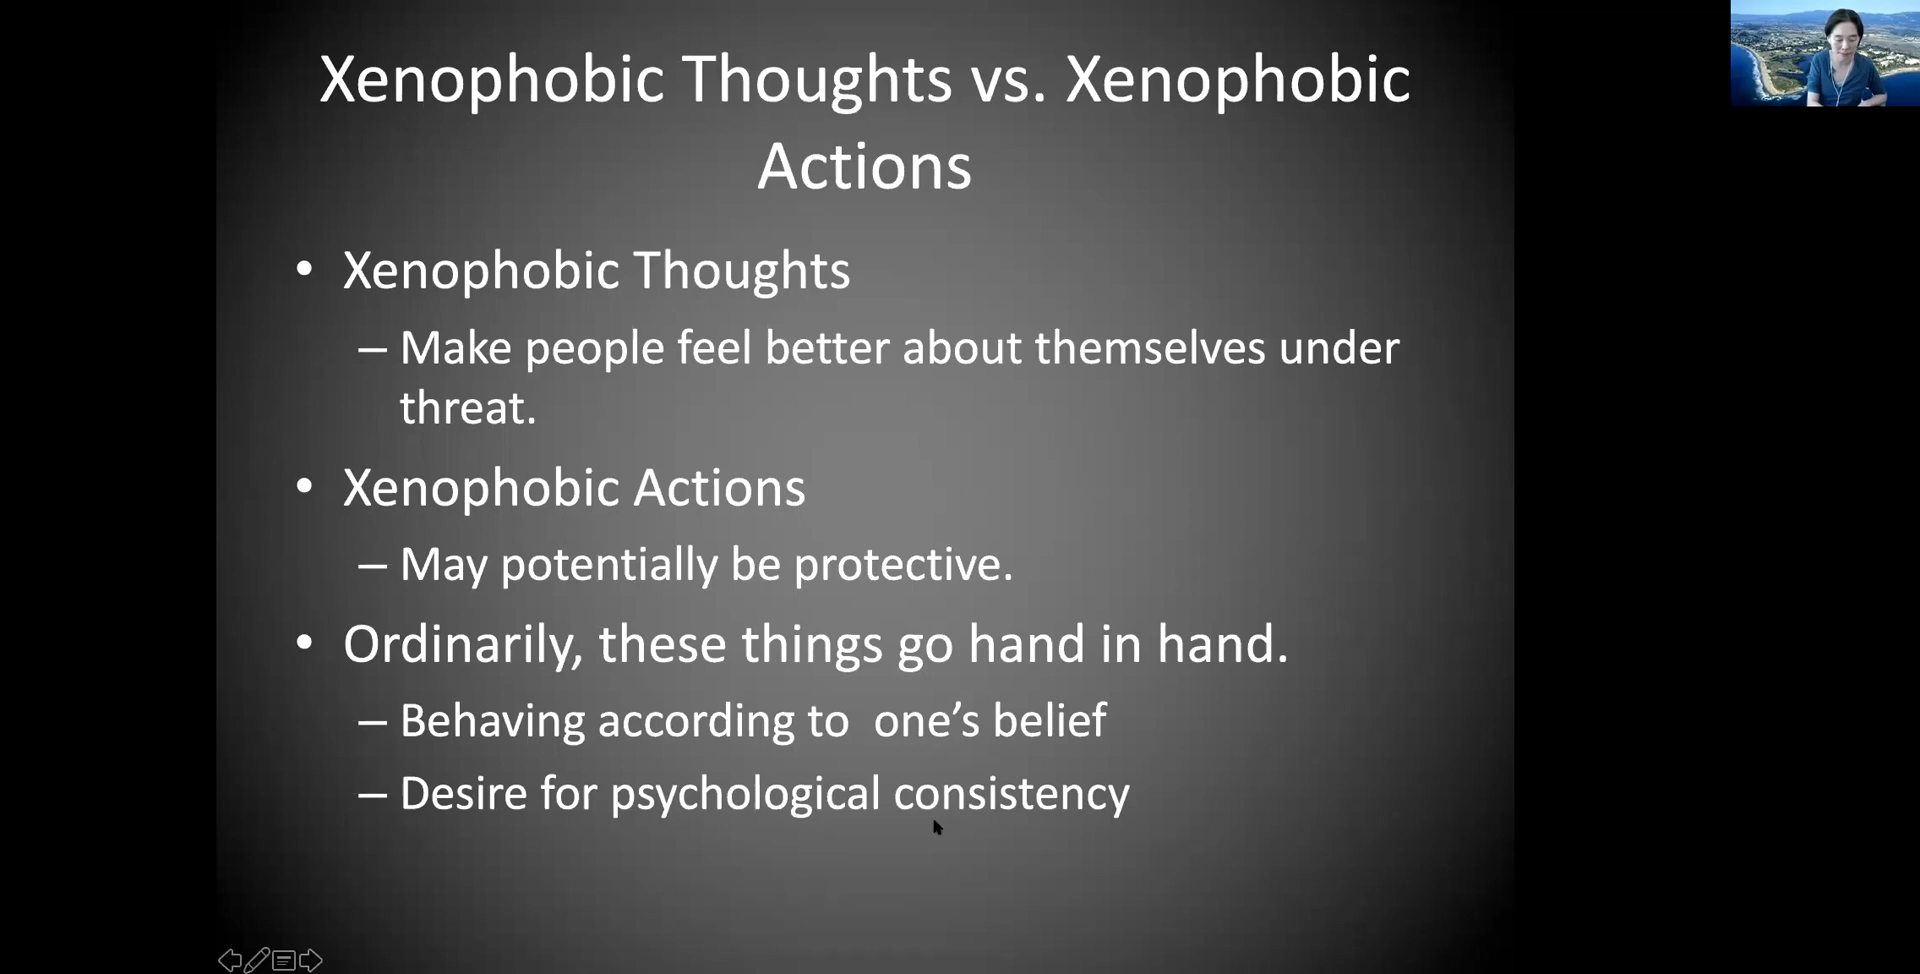 Xenophobic Thoughts vs. Xenophobic
Actions
• Xenophobic Thoughts
– Make people feel better about themselves under
threat.
• Xenophobic Actions
– May potentially be protective.
• Ordinarily, these things go hand in hand.
– Behaving according to  one’s belief
– Desire for psychological consistency